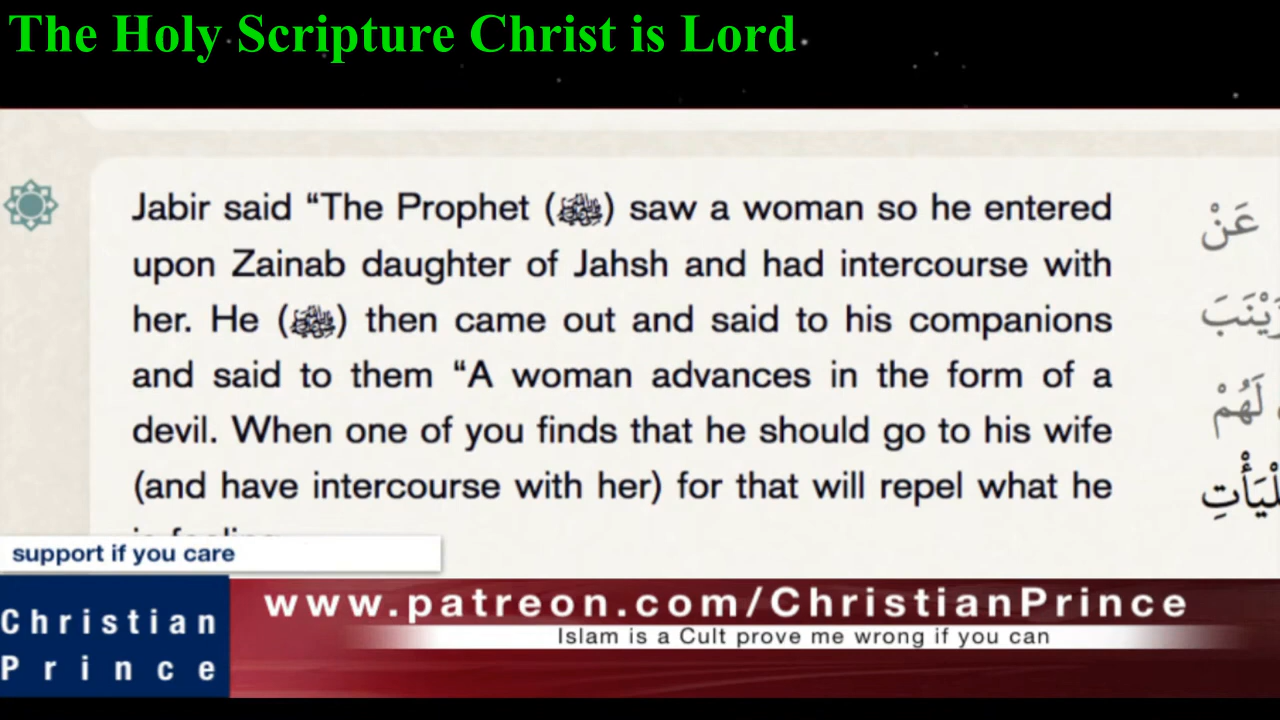 The Holy Scripture Christ is Lord
Jabir said “The Prophet (ﷺ) saw a woman so he entered
upon Zainab daughter of Jahsh and had intercourse with
her. He (ﷺ) then came out and said to his companions
and said to them “A woman advances in the form of a
devil. When one of you finds that he should go to his wife
(and have intercourse with her) for that will repel what he
is feeling
عَنْ
زَيْنَبَ
لَهُمْ
support if you care
Christian
Prince
www.patreon.com/ChristianPrince
Islam is a Cult prove me wrong if you can